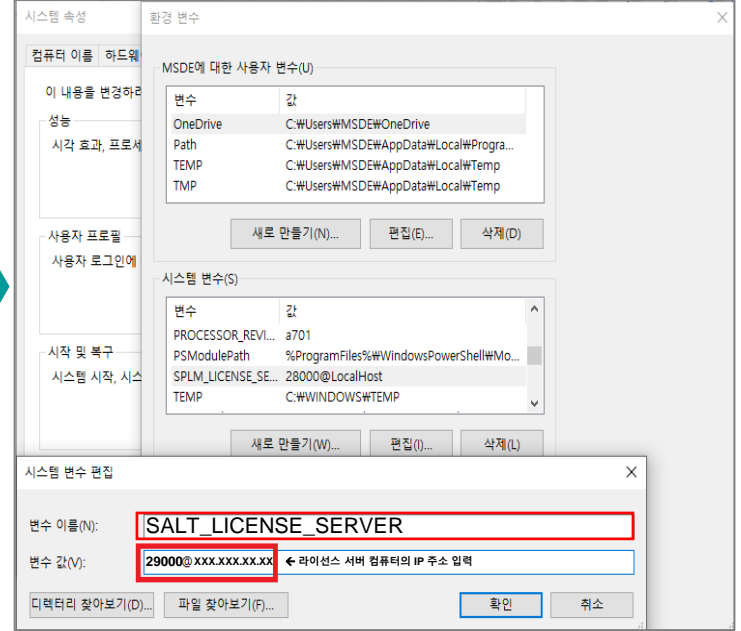 시스템 속성
환경 변수
컴퓨터 이름 하드웨
이 내용을 변경하려
성능
시각 효과, 프로세
사용자 프로필
사용자 로그인에
시작 및 복구
시스템 시작, 시스
MSDE에 대한 사용자 변수(U)
변수 값
OneDrive C:₩Users₩MSDE₩OneDrive
Path C:₩Users₩MSDE₩AppData₩Local₩Progra...
TEMP C:₩Users₩MSDE₩AppData₩Local₩Temp
TMP C:₩Users₩MSDE₩AppData₩Local₩Temp
새로 만들기(N)... 편집(E)... 삭제(D)
시스템 변수(S)
변수 값
PROCESSOR_REVI... a701
PSModulePath %ProgramFiles%₩WindowsPowerShell₩Mo...
SPLM_LICENSE_SE... 28000@LocalHost
TEMP C:₩WINDOWS₩TEMP
새로 만들기(W)... 편집(I)... 삭제(L)
시스템 변수 편집
변수 이름(N): SALT_LICENSE_SERVER
변수 값(V): 29000@xxx.xxx.xx.xx ← 라이선스 서버 컴퓨터의 IP 주소 입력
디렉터리 찾아보기(D)... 파일 찾아보기(F)... 확인 취소